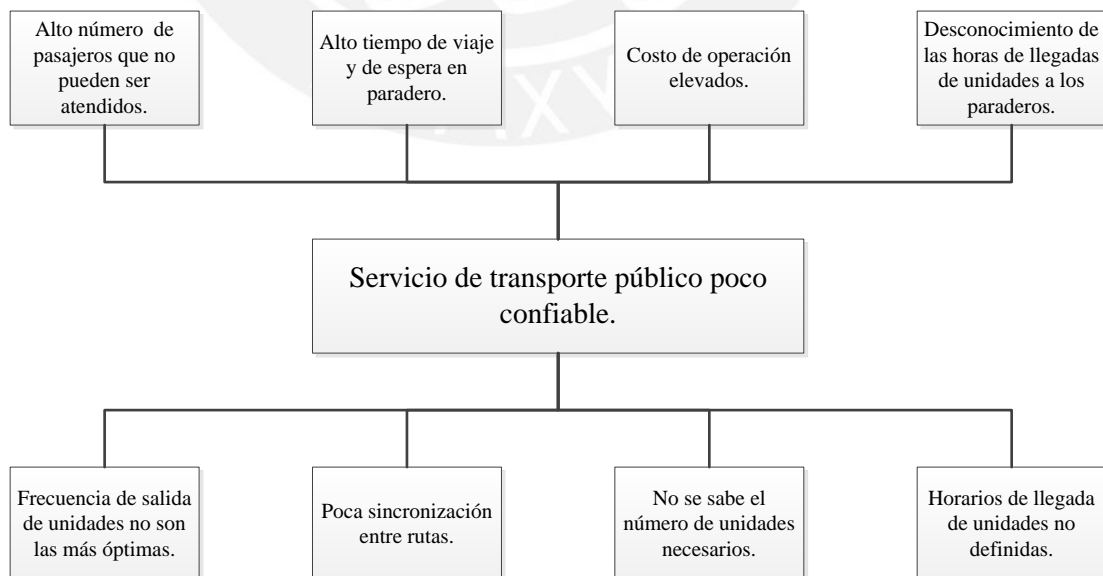 Alto número de
pasajeros que no
pueden ser
atendidos.
Alto tiempo de viaje
y de espera en
paradero.
Costo de operación
elevados.
Desconocimiento de
las horas de llegadas
de unidades a los
paraderos.
Servicio de transporte público poco
confiable.
Frecuencia de salida
de unidades no son
las más óptimas.
Poca sincronización
entre rutas.
No se sabe el
número de unidades
necesarios.
Horarios de llegada
de unidades no
definidas.